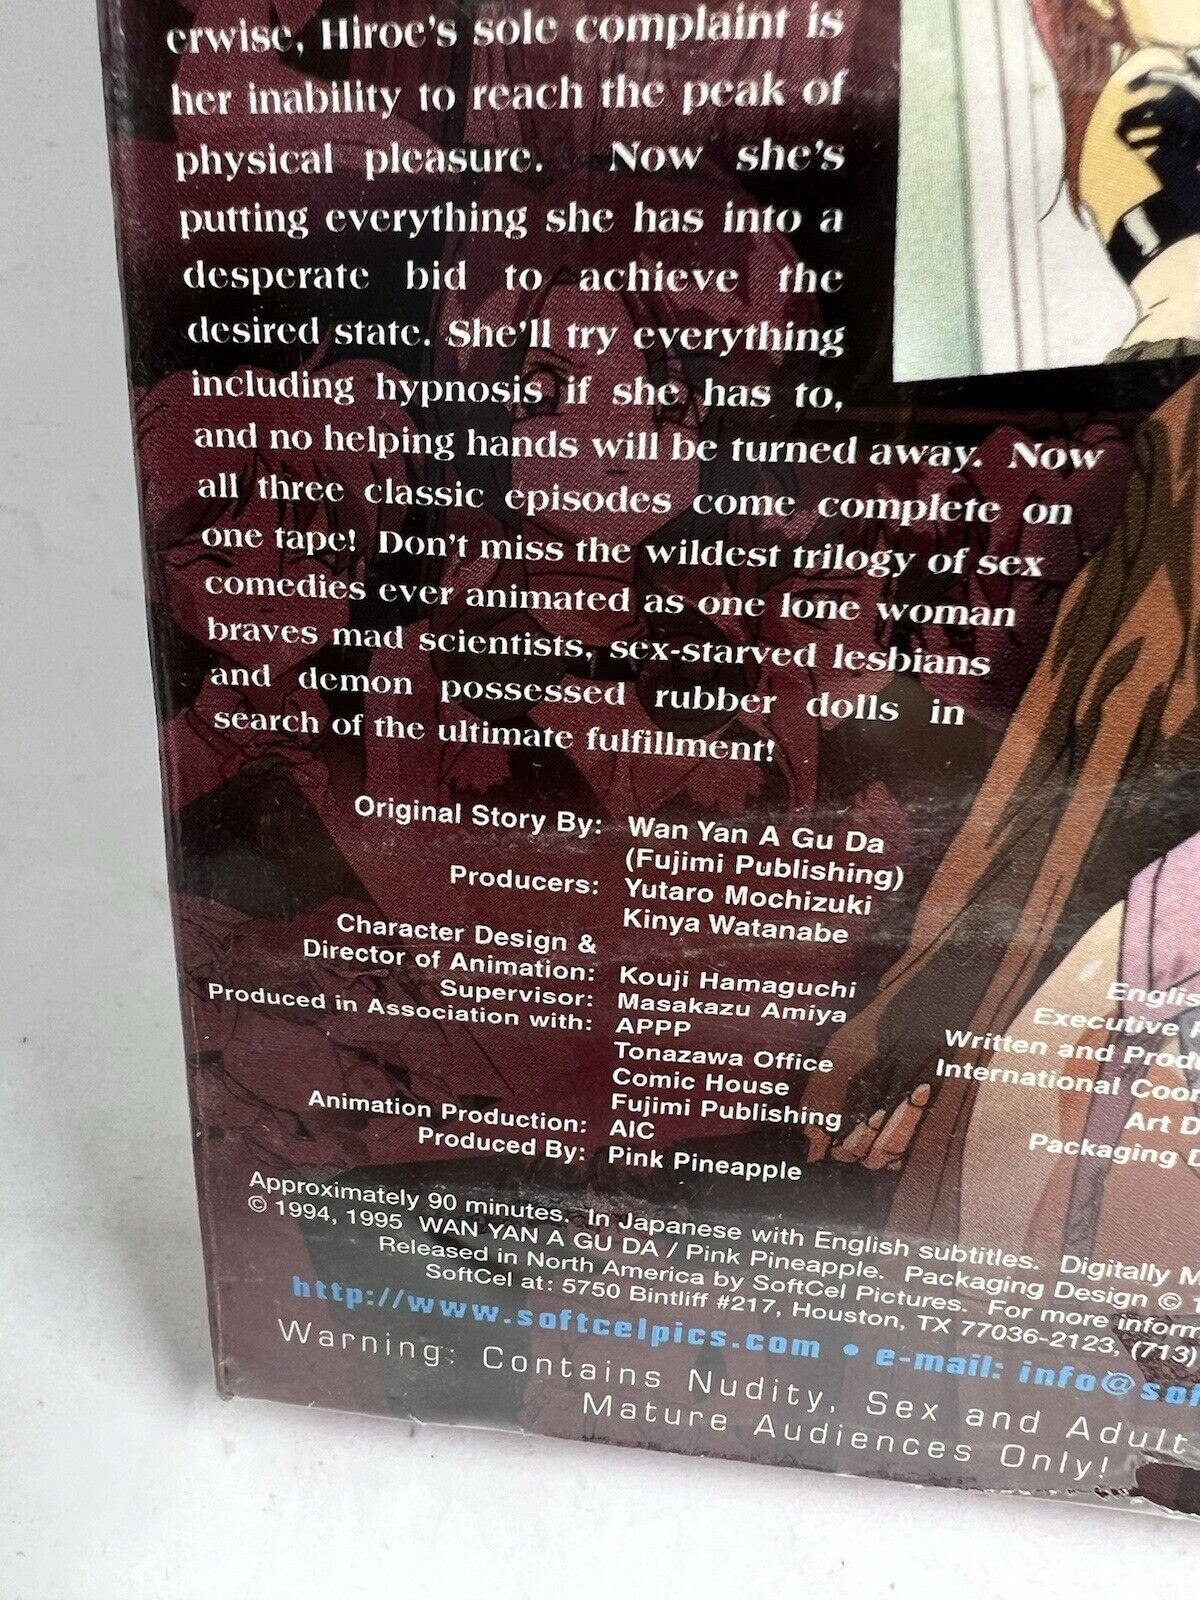 erwise, Hiroe's sole complaint is
her inability to reach the peak of
physical pleasure. Now she's
putting everything she has into a
desperate bid to achieve the
desired state. She'll try everything
including hypnosis if she has to,
and no helping hands will be turned away. Now
all three classic episodes come complete on
one tape! Don't miss the wildest trilogy of sex
comedies ever animated as one lone woman
braves mad scientists, sex-starved lesbians
and demon possessed rubber dolls in
search of the ultimate fulfillment!
Original Story By: Wan Yan A Gu Da
(Fujimi Publishing)
Producers: Yutaro Mochizuki
Kinya Watanabe
Character Design &
Director of Animation: Kouji Hamaguchi
Supervisor: Masakazu Amiya
Produced in Association with: APPP
Tonazawa Office
Comic House
Fujimi Publishing
Animation Production: AIC
Produced By: Pink Pineapple
Englis
Executive
Written and Produ
International Coor
Art D
Packaging D
Approximately 90 minutes. In Japanese with English subtitles. Digitally M
© 1994, 1995 WAN YAN A GU DA / Pink Pineapple. Packaging Design ©
Released in North America by SoftCel Pictures. For more inform
SoftCel at: 5750 Bintliff #217, Houston, TX 77036-2123, (713)
http://www.softcelpics.com • e-mail: info@sof
Warning: Contains Nudity, Sex and Adult
Mature Audiences Only!